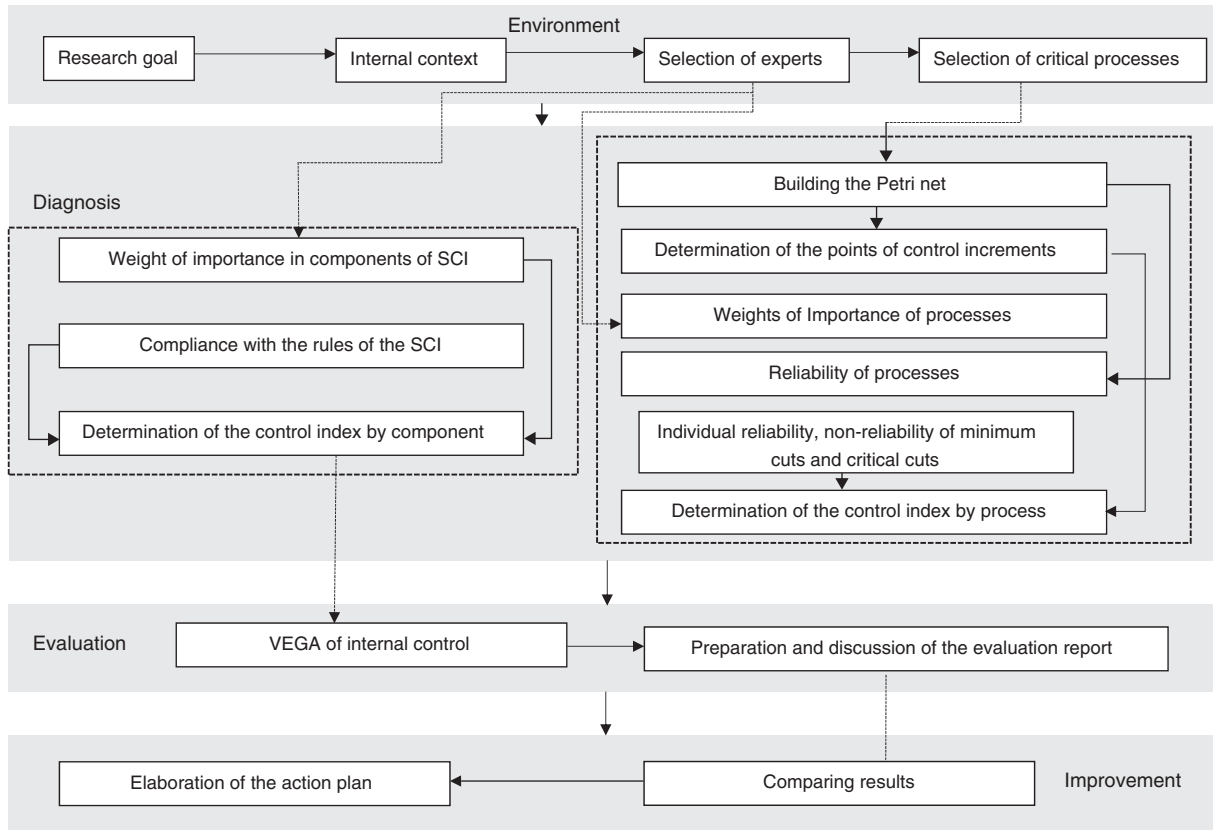 Environment
Research goal
Internal context
Selection of experts
Selection of critical processes
Diagnosis
Weight of importance in components of SCI
Compliance with the rules of the SCI
Determination of the control index by component
Building the Petri net
Determination of the points of control increments
Weights of Importance of processes
Reliability of processes
Individual reliability, non-reliability of minimum
cuts and critical cuts
Determination of the control index by process
Evaluation
VEGA of internal control
Preparation and discussion of the evaluation report
Elaboration of the action plan
Comparing results
Improvement